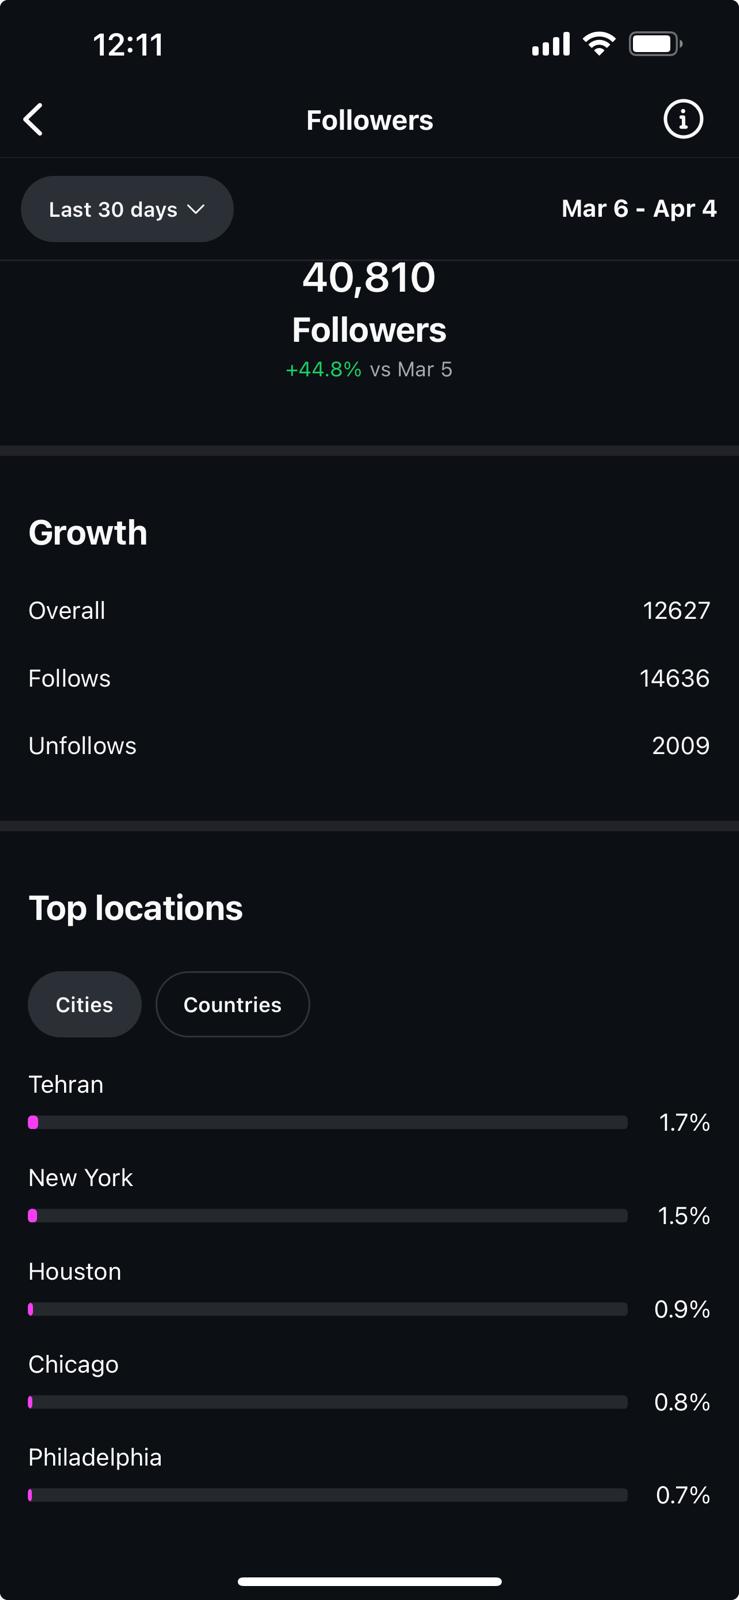 12:11
Followers
Last 30 days
Mar 6 - Apr 4
40,810
Followers
+44.8% vs Mar 5
Growth
Overall 12627
Follows 14636
Unfollows 2009
Top locations
Cities Countries
Tehran
1.7%
New York
1.5%
Houston
0.9%
Chicago
0.8%
Philadelphia
0.7%